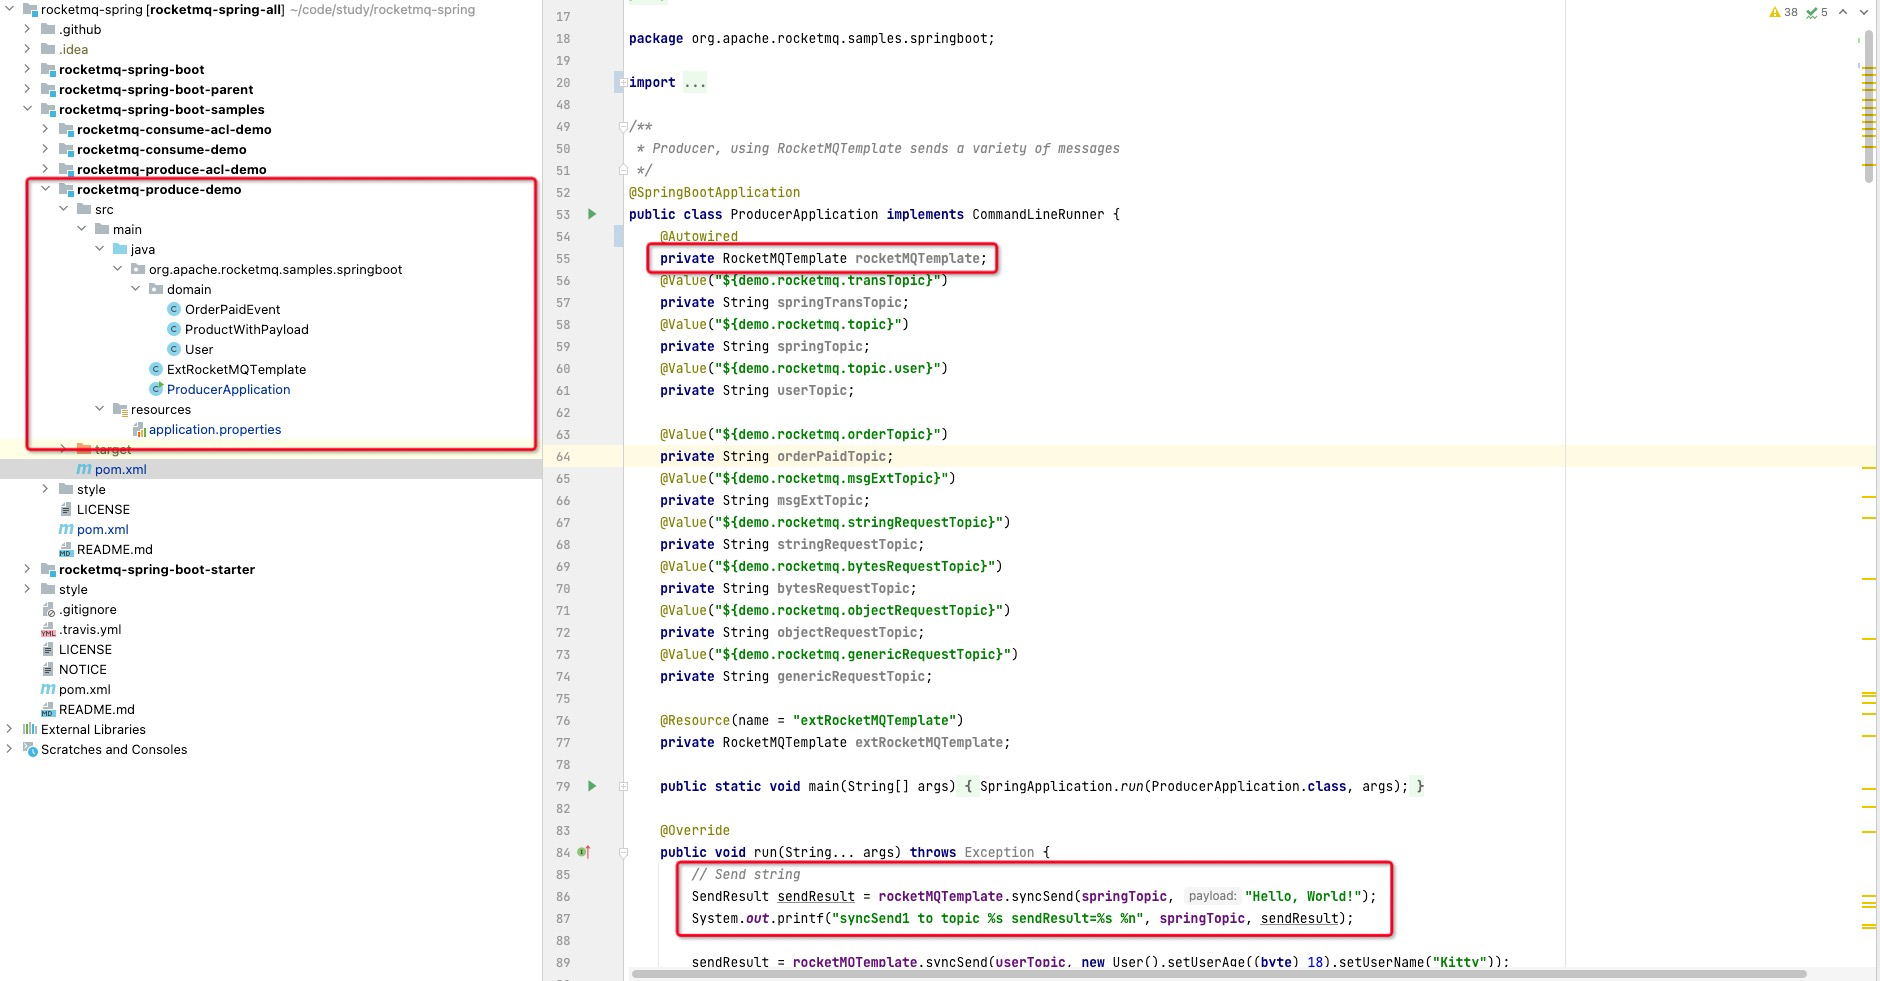 rocketmq-spring [rocketmq-spring-all] ~/code/study/rocketmq-spring
.github
.idea
rocketmq-spring-boot
rocketmq-spring-boot-parent
rocketmq-spring-boot-samples
rocketmq-consume-acl-demo
rocketmq-consume-demo
rocketmq-produce-acl-demo
rocketmq-produce-demo
src
main
java
org.apache.rocketmq.samples.springboot
domain
OrderPaidEvent
ProductWithPayload
User
ExtRocketMQTemplate
ProducerApplication
resources
application.properties
target
pom.xml
style
LICENSE
pom.xml
README.md
rocketmq-spring-boot-starter
style
.gitignore
.travis.yml
LICENSE
NOTICE
pom.xml
README.md
External Libraries
Scratches and Consoles
38 5
17
18 package org.apache.rocketmq.samples.springboot;
19
20 import ...
48
49 /**
50 * Producer, using RocketMQTemplate sends a variety of messages
51 */
52 @SpringBootApplication
53 public class ProducerApplication implements CommandLineRunner {
54 @Autowired
55 private RocketMQTemplate rocketMQTemplate;
56 @Value("${demo.rocketmq.transTopic}")
57 private String springTransTopic;
58 @Value("${demo.rocketmq.topic}")
59 private String springTopic;
60 @Value("${demo.rocketmq.topic.user}")
61 private String userTopic;
62
63 @Value("${demo.rocketmq.orderTopic}")
64 private String orderPaidTopic;
65 @Value("${demo.rocketmq.msgExtTopic}")
66 private String msgExtTopic;
67 @Value("${demo.rocketmq.stringRequestTopic}")
68 private String stringRequestTopic;
69 @Value("${demo.rocketmq.bytesRequestTopic}")
70 private String bytesRequestTopic;
71 @Value("${demo.rocketmq.objectRequestTopic}")
72 private String objectRequestTopic;
73 @Value("${demo.rocketmq.genericRequestTopic}")
74 private String genericRequestTopic;
75
76 @Resource(name = "extRocketMQTemplate")
77 private RocketMQTemplate extRocketMQTemplate;
78
79 public static void main(String[] args) { SpringApplication.run(ProducerApplication.class, args); }
82
83 @Override
84 public void run(String... args) throws Exception {
85 // Send string
86 SendResult sendResult = rocketMQTemplate.syncSend(springTopic, payload: "Hello, World!");
87 System.out.printf("syncSend1 to topic %s sendResult=%s %n", springTopic, sendResult);
88
89 sendResult = rocketMQTemplate.syncSend(userTopic, new User().setUserAge((byte) 18).setUserName("Kitty"));